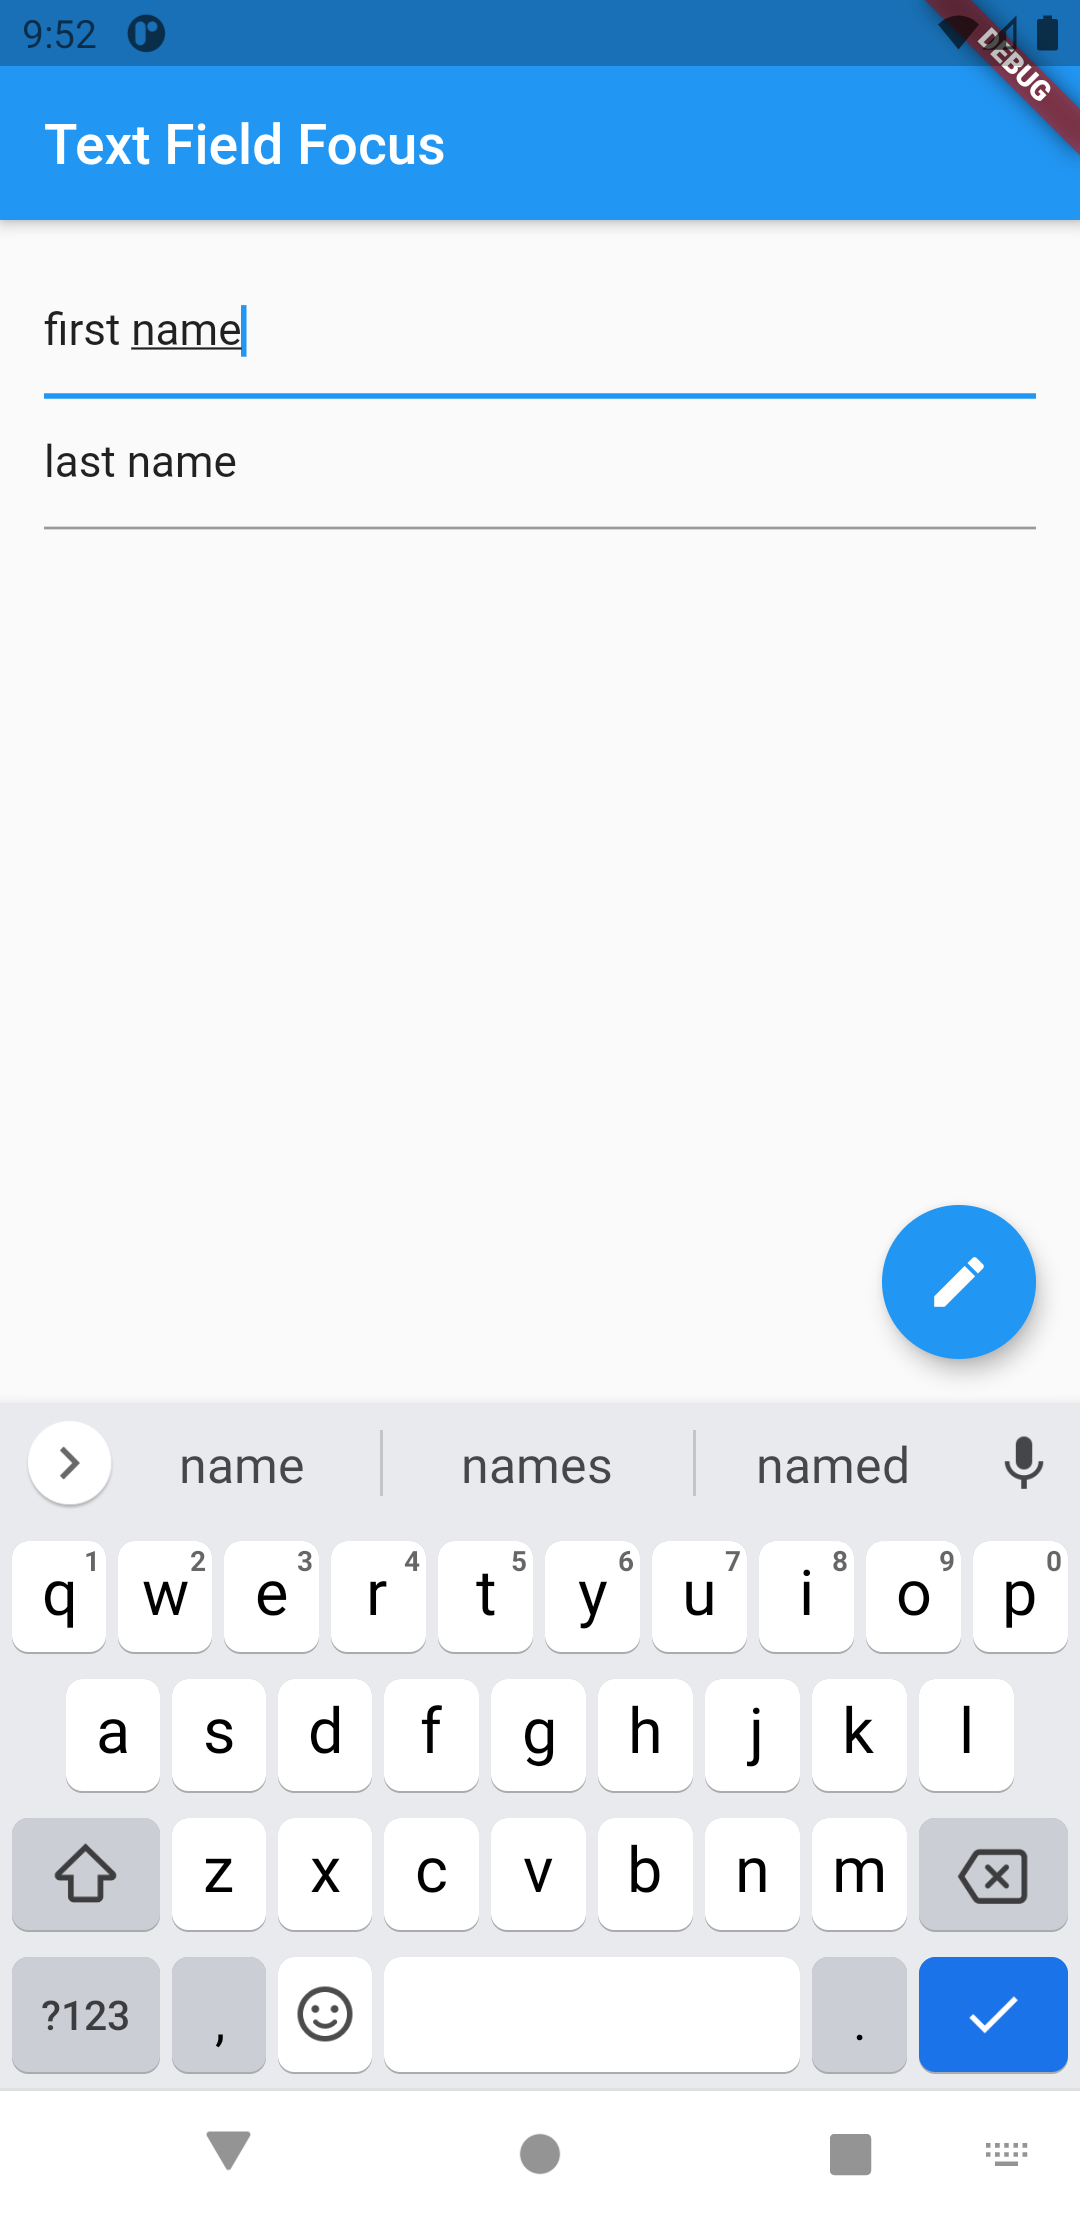 9:52
DEBUG
Text Field Focus
first name
last name
name names named
q 1 w 2 e 3 r 4 t 5 y 6 u 7 i 8 o 9 p 0
a s d f g h j k l
z x c v b n m
?123 , .